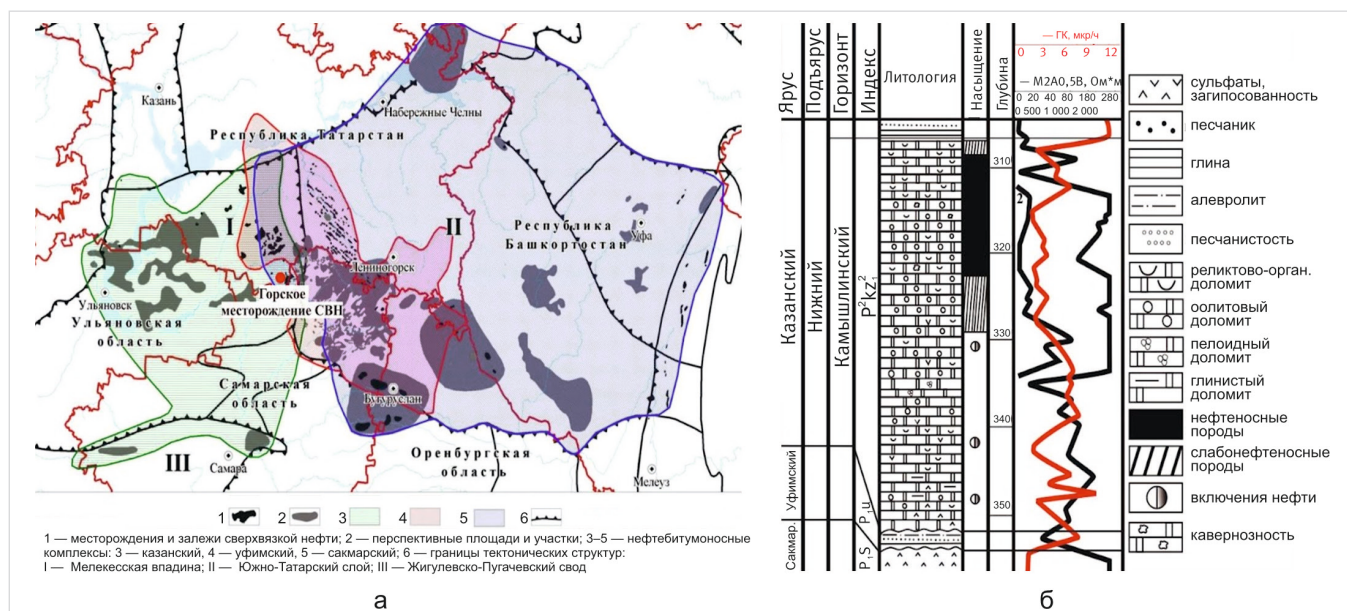 Казань
Набережные Челны
Республика Татарстан
I
II
Республика
Башкортостан
Уфа
Лениногорск
Горское
месторождение СВН
Ульяновск
Ульяновская
область
Самарская
область
Бугуруслан
Оренбургская
область
III
Самара
Мелеуз
1 2 3 4 5 6
1 — месторождения и залежи сверхвязкой нефти; 2 — перспективные площади и участки; 3–5 — нефтебитумоносные
комплексы: 3 — казанский, 4 — уфимский, 5 — сакмарский; 6 — границы тектонических структур:
I — Мелекесская впадина; II — Южно-Татарский слой; III — Жигулевско-Пугачевский свод
а
Ярус
Подъярус
Горизонт
Индекс
Литология
Насыщение
Глубина
— ГК, мкр/ч
0 3 6 9 12
— М2А0,5В, Ом*м
0 20 40 80 180 280
0 500 1 000 2 000
Казанский
Нижний
Камышлинский
P²kz₁²
310
2
320
330
340
350
Уфимский
P₁u
Сакмар.
P₁S
сульфаты,
загипосованность
песчаник
глина
алевролит
песчанистость
реликтово-орган.
доломит
оолитовый
доломит
пелоидный
доломит
глинистый
доломит
нефтеносные
породы
слабонефтеносные
породы
включения нефти
кавернозность
б